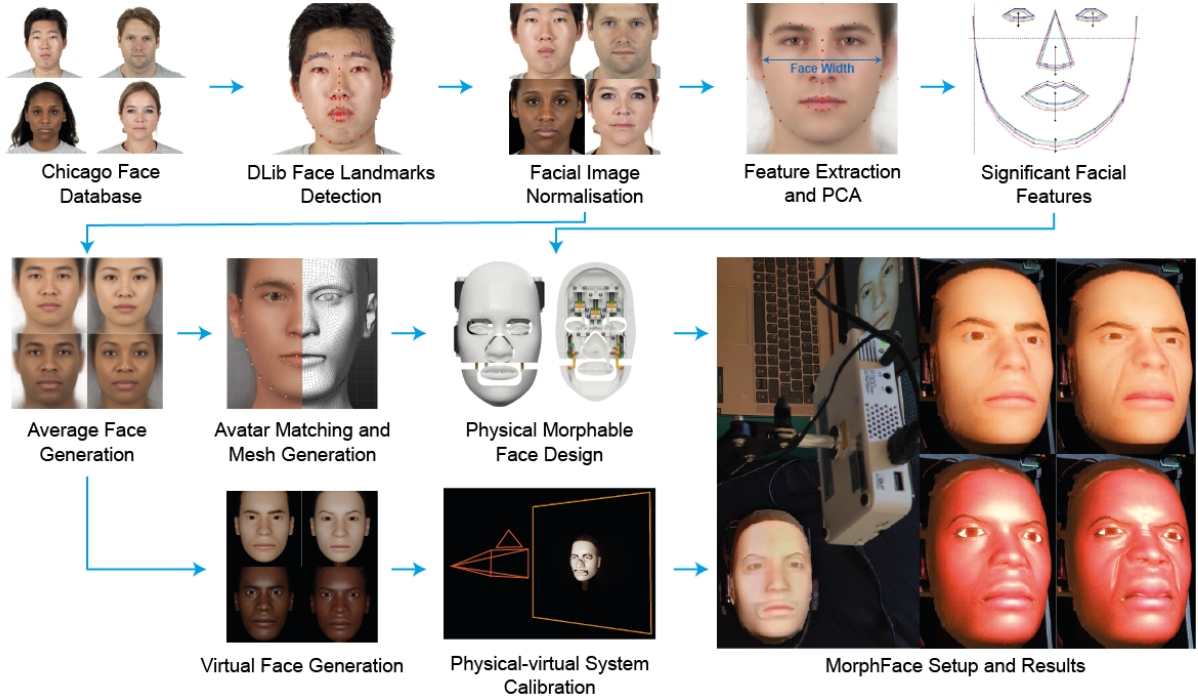 Face Width
Chicago Face
Database
DLib Face Landmarks
Detection
Facial Image
Normalisation
Feature Extraction
and PCA
Significant Facial
Features
Average Face
Generation
Avatar Matching and
Mesh Generation
Physical Morphable
Face Design
Virtual Face Generation
Physical-virtual System
Calibration
MorphFace Setup and Results